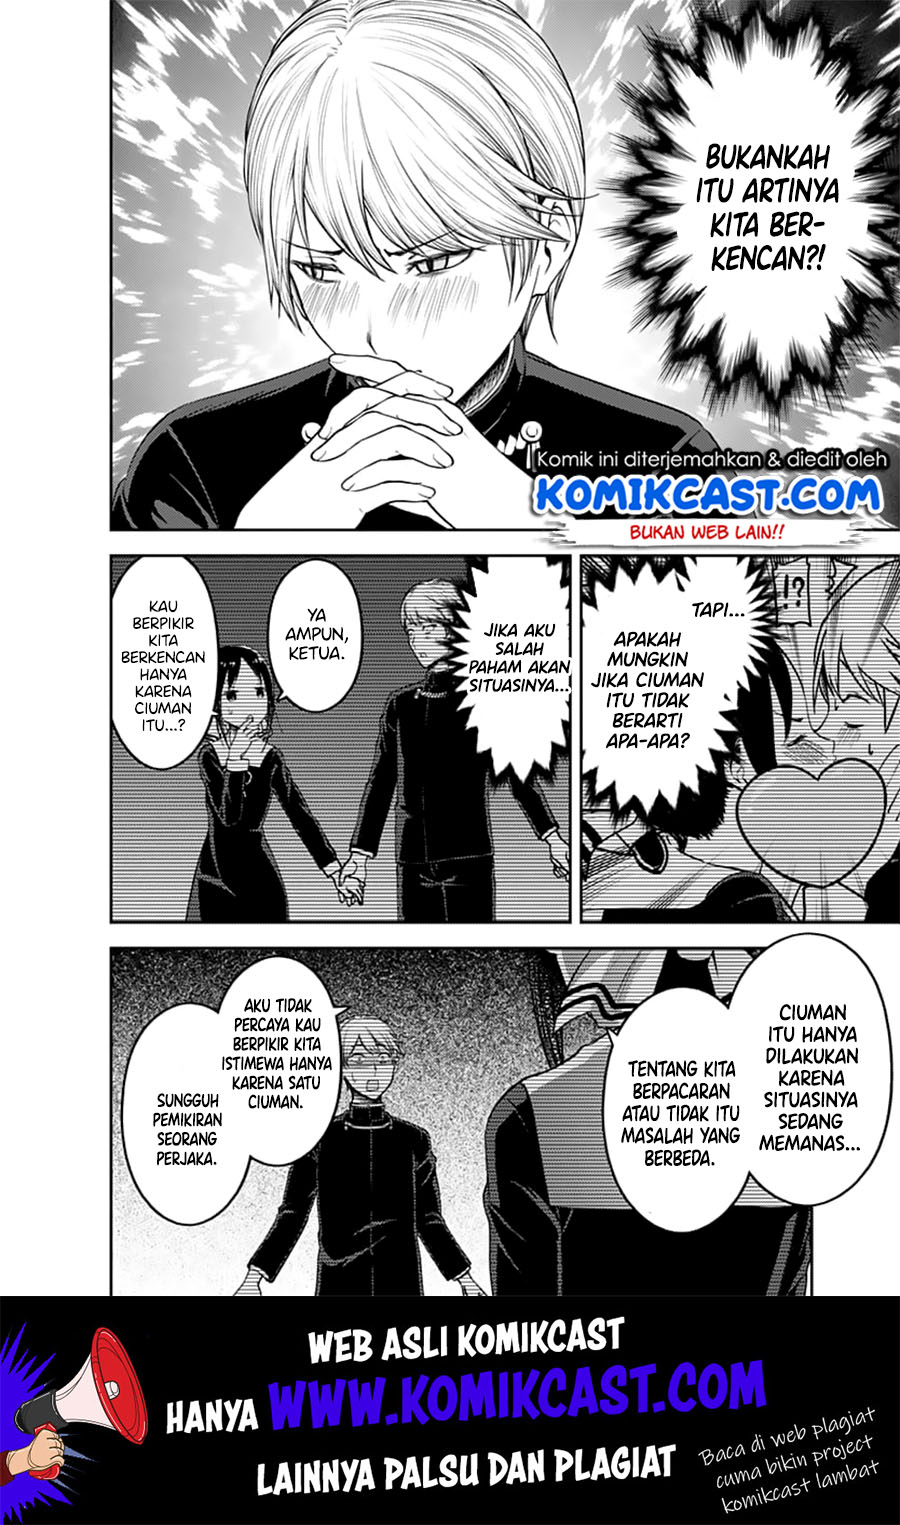 BUKANKAH
ITU ARTINYA
KITA BER-
KENCAN?!
Komik ini diterjemahkan & diedit oleh
KOMIKCAST.COM
BUKAN WEB LAIN!!
!?
TAPI...
APAKAH
MUNGKIN
JIKA CIUMAN
ITU TIDAK
BERARTI
APA-APA?
JIKA AKU
SALAH
PAHAM AKAN
SITUASINYA...
YA
AMPUN,
KETUA.
KAU
BERPIKIR
KITA
BERKENCAN
HANYA
KARENA
CIUMAN
ITU...?
CIUMAN
ITU HANYA
DILAKUKAN
KARENA
SITUASINYA
SEDANG
MEMANAS...
TENTANG KITA
BERPACARAN
ATAU TIDAK ITU
MASALAH YANG
BERBEDA.
AKU TIDAK
PERCAYA KAU
BERPIKIR KITA
ISTIMEWA HANYA
KARENA SATU
CIUMAN.
SUNGGUH
PEMIKIRAN
SEORANG
PERJAKA.
WEB ASLI KOMIKCAST
HANYA WWW.KOMIKCAST.COM
LAINNYA PALSU DAN PLAGIAT
Baca di web plagiat
cuma bikin project
komikcast lambat